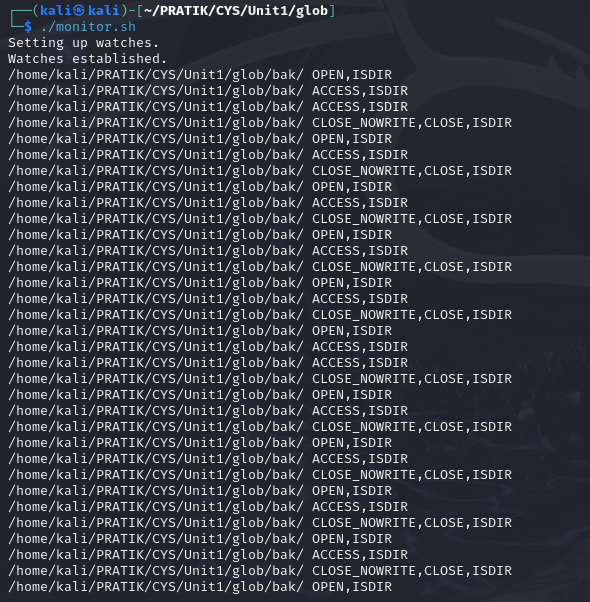 ┌──(kali㉿kali)-[~/PRATIK/CYS/Unit1/glob]
└─$ ./monitor.sh
Setting up watches.
Watches established.
/home/kali/PRATIK/CYS/Unit1/glob/bak/ OPEN,ISDIR
/home/kali/PRATIK/CYS/Unit1/glob/bak/ ACCESS,ISDIR
/home/kali/PRATIK/CYS/Unit1/glob/bak/ ACCESS,ISDIR
/home/kali/PRATIK/CYS/Unit1/glob/bak/ CLOSE_NOWRITE,CLOSE,ISDIR
/home/kali/PRATIK/CYS/Unit1/glob/bak/ OPEN,ISDIR
/home/kali/PRATIK/CYS/Unit1/glob/bak/ ACCESS,ISDIR
/home/kali/PRATIK/CYS/Unit1/glob/bak/ CLOSE_NOWRITE,CLOSE,ISDIR
/home/kali/PRATIK/CYS/Unit1/glob/bak/ OPEN,ISDIR
/home/kali/PRATIK/CYS/Unit1/glob/bak/ ACCESS,ISDIR
/home/kali/PRATIK/CYS/Unit1/glob/bak/ CLOSE_NOWRITE,CLOSE,ISDIR
/home/kali/PRATIK/CYS/Unit1/glob/bak/ OPEN,ISDIR
/home/kali/PRATIK/CYS/Unit1/glob/bak/ ACCESS,ISDIR
/home/kali/PRATIK/CYS/Unit1/glob/bak/ CLOSE_NOWRITE,CLOSE,ISDIR
/home/kali/PRATIK/CYS/Unit1/glob/bak/ OPEN,ISDIR
/home/kali/PRATIK/CYS/Unit1/glob/bak/ ACCESS,ISDIR
/home/kali/PRATIK/CYS/Unit1/glob/bak/ CLOSE_NOWRITE,CLOSE,ISDIR
/home/kali/PRATIK/CYS/Unit1/glob/bak/ OPEN,ISDIR
/home/kali/PRATIK/CYS/Unit1/glob/bak/ ACCESS,ISDIR
/home/kali/PRATIK/CYS/Unit1/glob/bak/ ACCESS,ISDIR
/home/kali/PRATIK/CYS/Unit1/glob/bak/ CLOSE_NOWRITE,CLOSE,ISDIR
/home/kali/PRATIK/CYS/Unit1/glob/bak/ OPEN,ISDIR
/home/kali/PRATIK/CYS/Unit1/glob/bak/ ACCESS,ISDIR
/home/kali/PRATIK/CYS/Unit1/glob/bak/ CLOSE_NOWRITE,CLOSE,ISDIR
/home/kali/PRATIK/CYS/Unit1/glob/bak/ OPEN,ISDIR
/home/kali/PRATIK/CYS/Unit1/glob/bak/ ACCESS,ISDIR
/home/kali/PRATIK/CYS/Unit1/glob/bak/ CLOSE_NOWRITE,CLOSE,ISDIR
/home/kali/PRATIK/CYS/Unit1/glob/bak/ OPEN,ISDIR
/home/kali/PRATIK/CYS/Unit1/glob/bak/ ACCESS,ISDIR
/home/kali/PRATIK/CYS/Unit1/glob/bak/ CLOSE_NOWRITE,CLOSE,ISDIR
/home/kali/PRATIK/CYS/Unit1/glob/bak/ OPEN,ISDIR
/home/kali/PRATIK/CYS/Unit1/glob/bak/ ACCESS,ISDIR
/home/kali/PRATIK/CYS/Unit1/glob/bak/ CLOSE_NOWRITE,CLOSE,ISDIR
/home/kali/PRATIK/CYS/Unit1/glob/bak/ OPEN,ISDIR